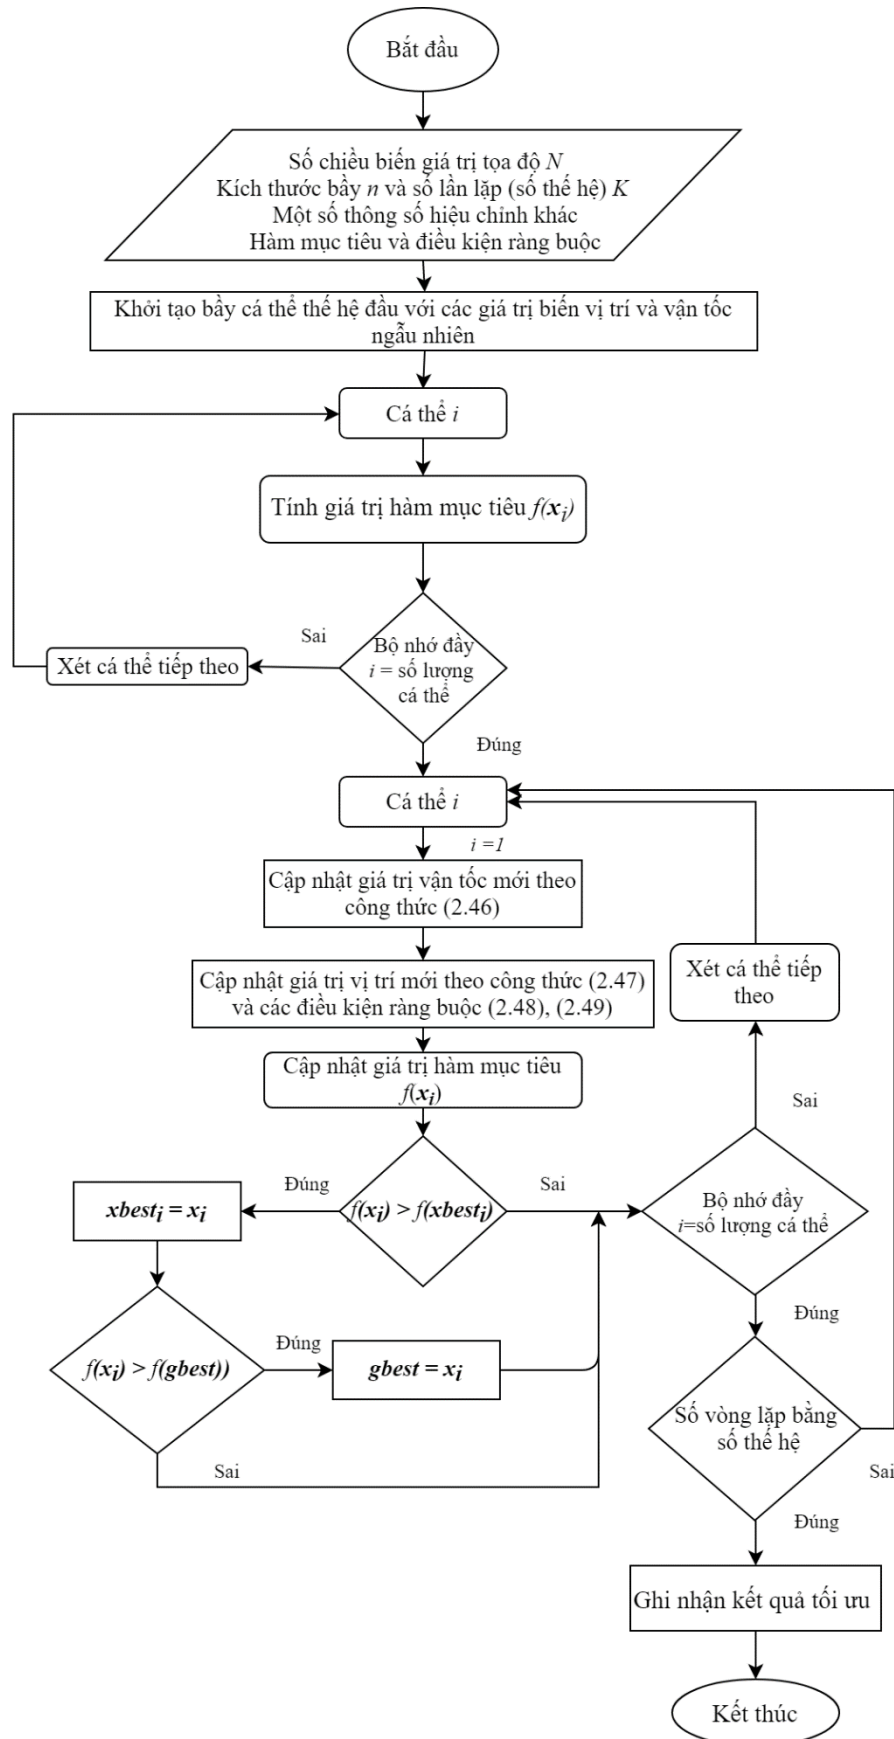 Bắt đầu
Số chiều biến giá trị tọa độ N
Kích thước bầy n và số lần lặp (số thế hệ) K
Một số thông số hiệu chỉnh khác
Hàm mục tiêu và điều kiện ràng buộc
Khởi tạo bầy cá thể thế hệ đầu với các giá trị biến vị trí và vận tốc
ngẫu nhiên
Cá thể i
Tính giá trị hàm mục tiêu f(x_i)
Sai
Bộ nhớ đầy
i = số lượng
cá thể
Xét cá thể tiếp theo
Đúng
Cá thể i
i =1
Cập nhật giá trị vận tốc mới theo
công thức (2.46)
Xét cá thể tiếp
theo
Cập nhật giá trị vị trí mới theo công thức (2.47)
và các điều kiện ràng buộc (2.48), (2.49)
Cập nhật giá trị hàm mục tiêu
f(x_i)
Sai
Đúng
f(x_i) > f(xbest_i)
Sai
xbest_i = x_i
Bộ nhớ đầy
i=số lượng cá thể
Đúng
f(x_i) > f(gbest))
Đúng
gbest = x_i
Số vòng lặp bằng
số thế hệ
Sai
Sai
Đúng
Ghi nhận kết quả tối ưu
Kết thúc